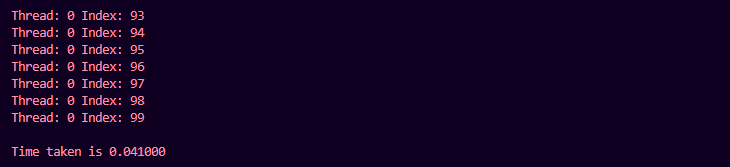 Thread: 0 Index: 93
Thread: 0 Index: 94
Thread: 0 Index: 95
Thread: 0 Index: 96
Thread: 0 Index: 97
Thread: 0 Index: 98
Thread: 0 Index: 99
Time taken is 0.041000